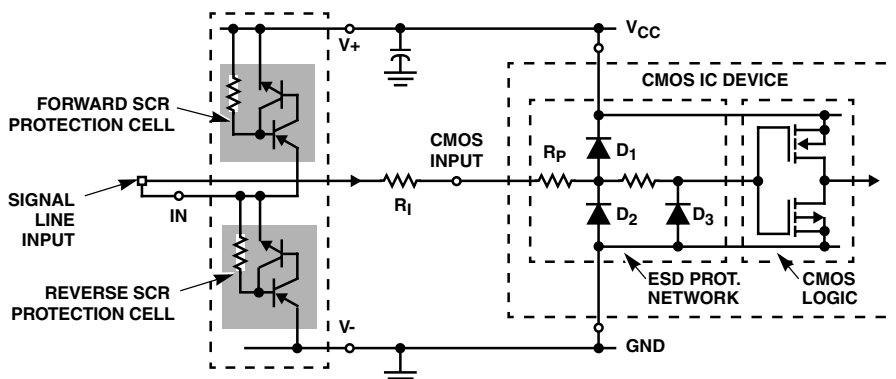 V+
VCC
CMOS IC DEVICE
FORWARD SCR
PROTECTION CELL
CMOS
INPUT
RP
D1
SIGNAL
LINE
INPUT
IN
RI
D2
D3
REVERSE SCR
PROTECTION CELL
ESD PROT.
NETWORK
CMOS
LOGIC
V-
GND